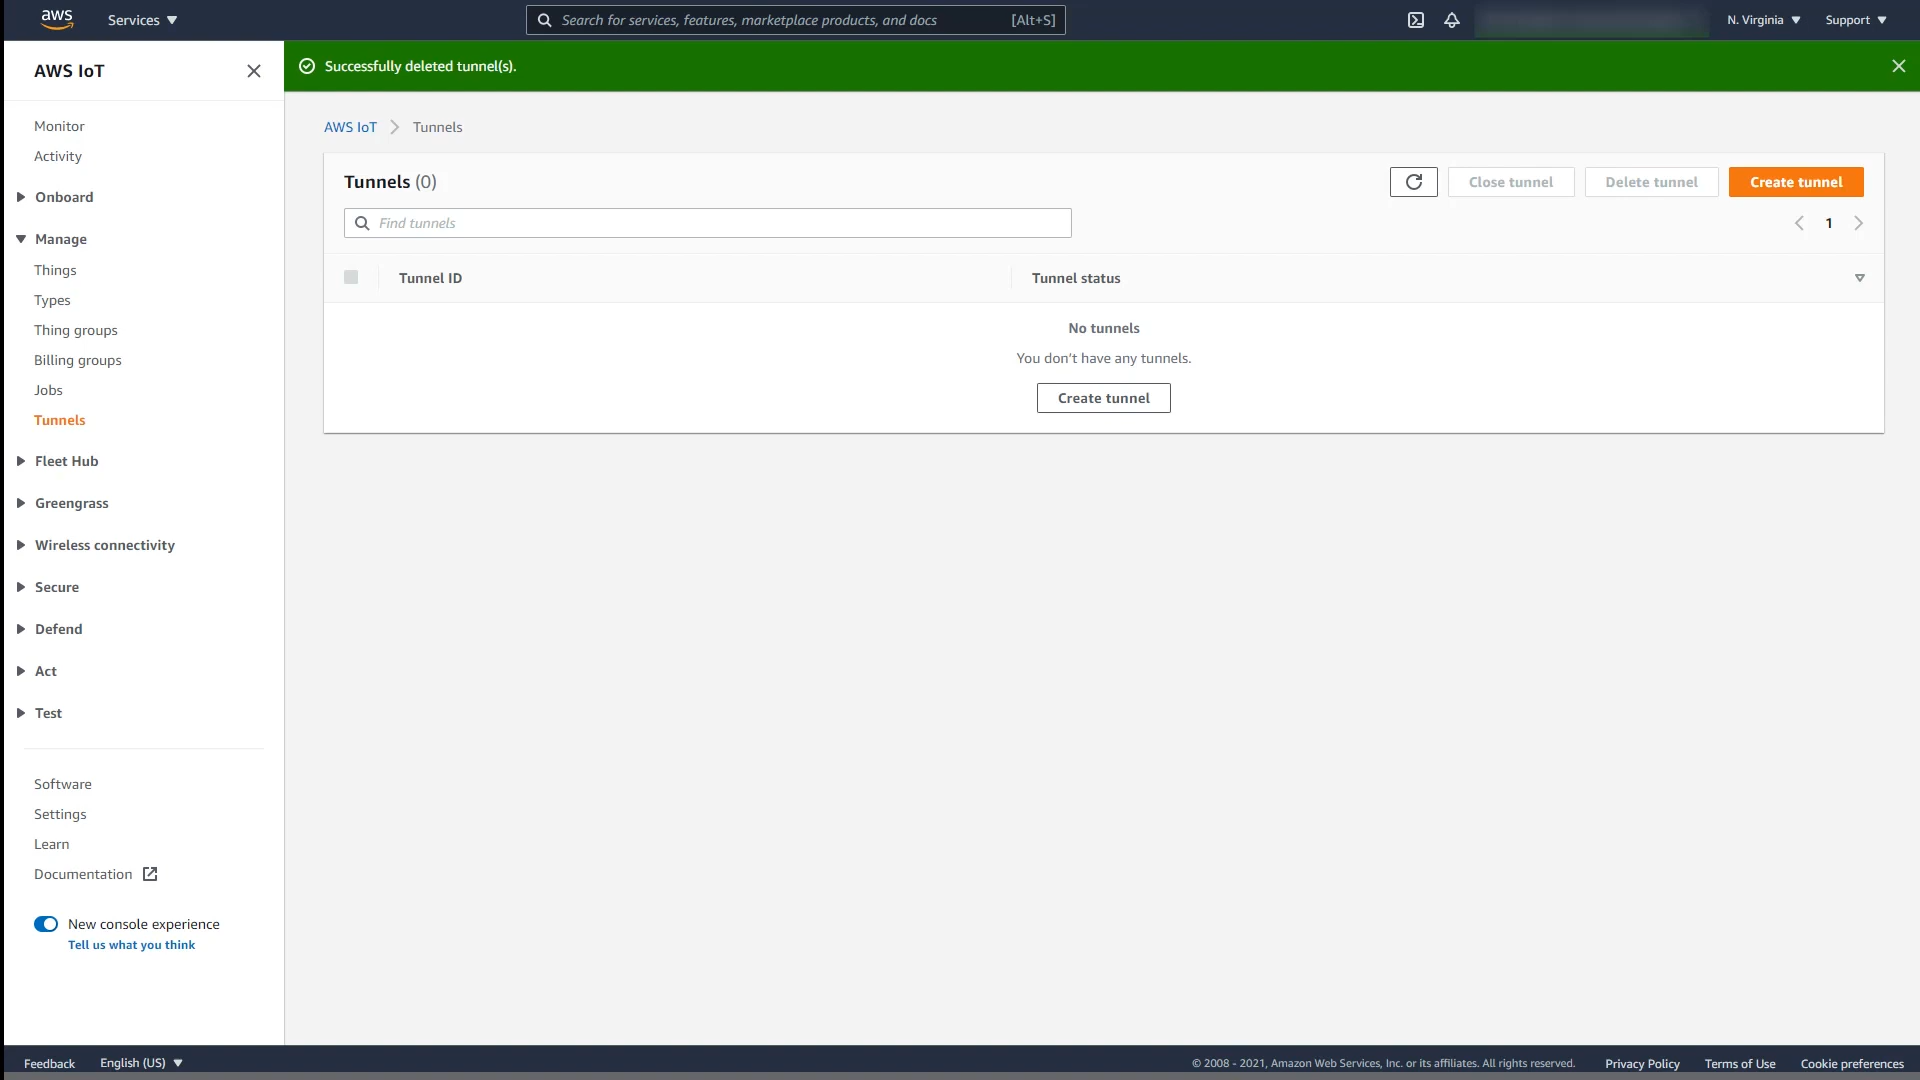 aws
Services
Search for services, features, marketplace products, and docs
[Alt+S]
N. Virginia
Support
AWS IoT
Successfully deleted tunnel(s).
Monitor
Activity
Onboard
Manage
Things
Types
Thing groups
Billing groups
Jobs
Tunnels
Fleet Hub
Greengrass
Wireless connectivity
Secure
Defend
Act
Test
Software
Settings
Learn
Documentation
New console experience
Tell us what you think
AWS IoT
Tunnels
Tunnels (0)
Close tunnel
Delete tunnel
Create tunnel
Find tunnels
1
Tunnel ID
Tunnel status
No tunnels
You don't have any tunnels.
Create tunnel
Feedback
English (US)
© 2008 - 2021, Amazon Web Services, Inc. or its affiliates. All rights reserved.
Privacy Policy
Terms of Use
Cookie preferences